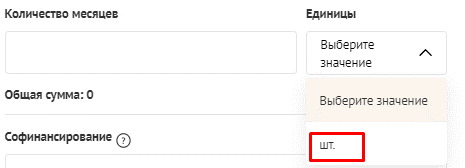 Количество месяцев
Единицы
Выберите
значение
Выберите значение
Общая сумма: 0
шт.
Софинансирование ?